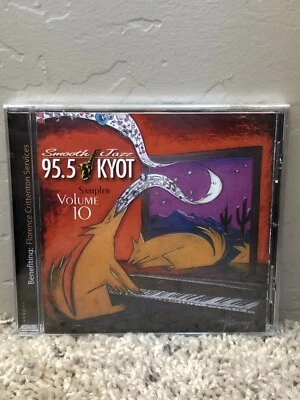 Smooth Jazz
95.5 KYOT
Sampler
Volume
10
Benefiting: Florence Crittenton Services